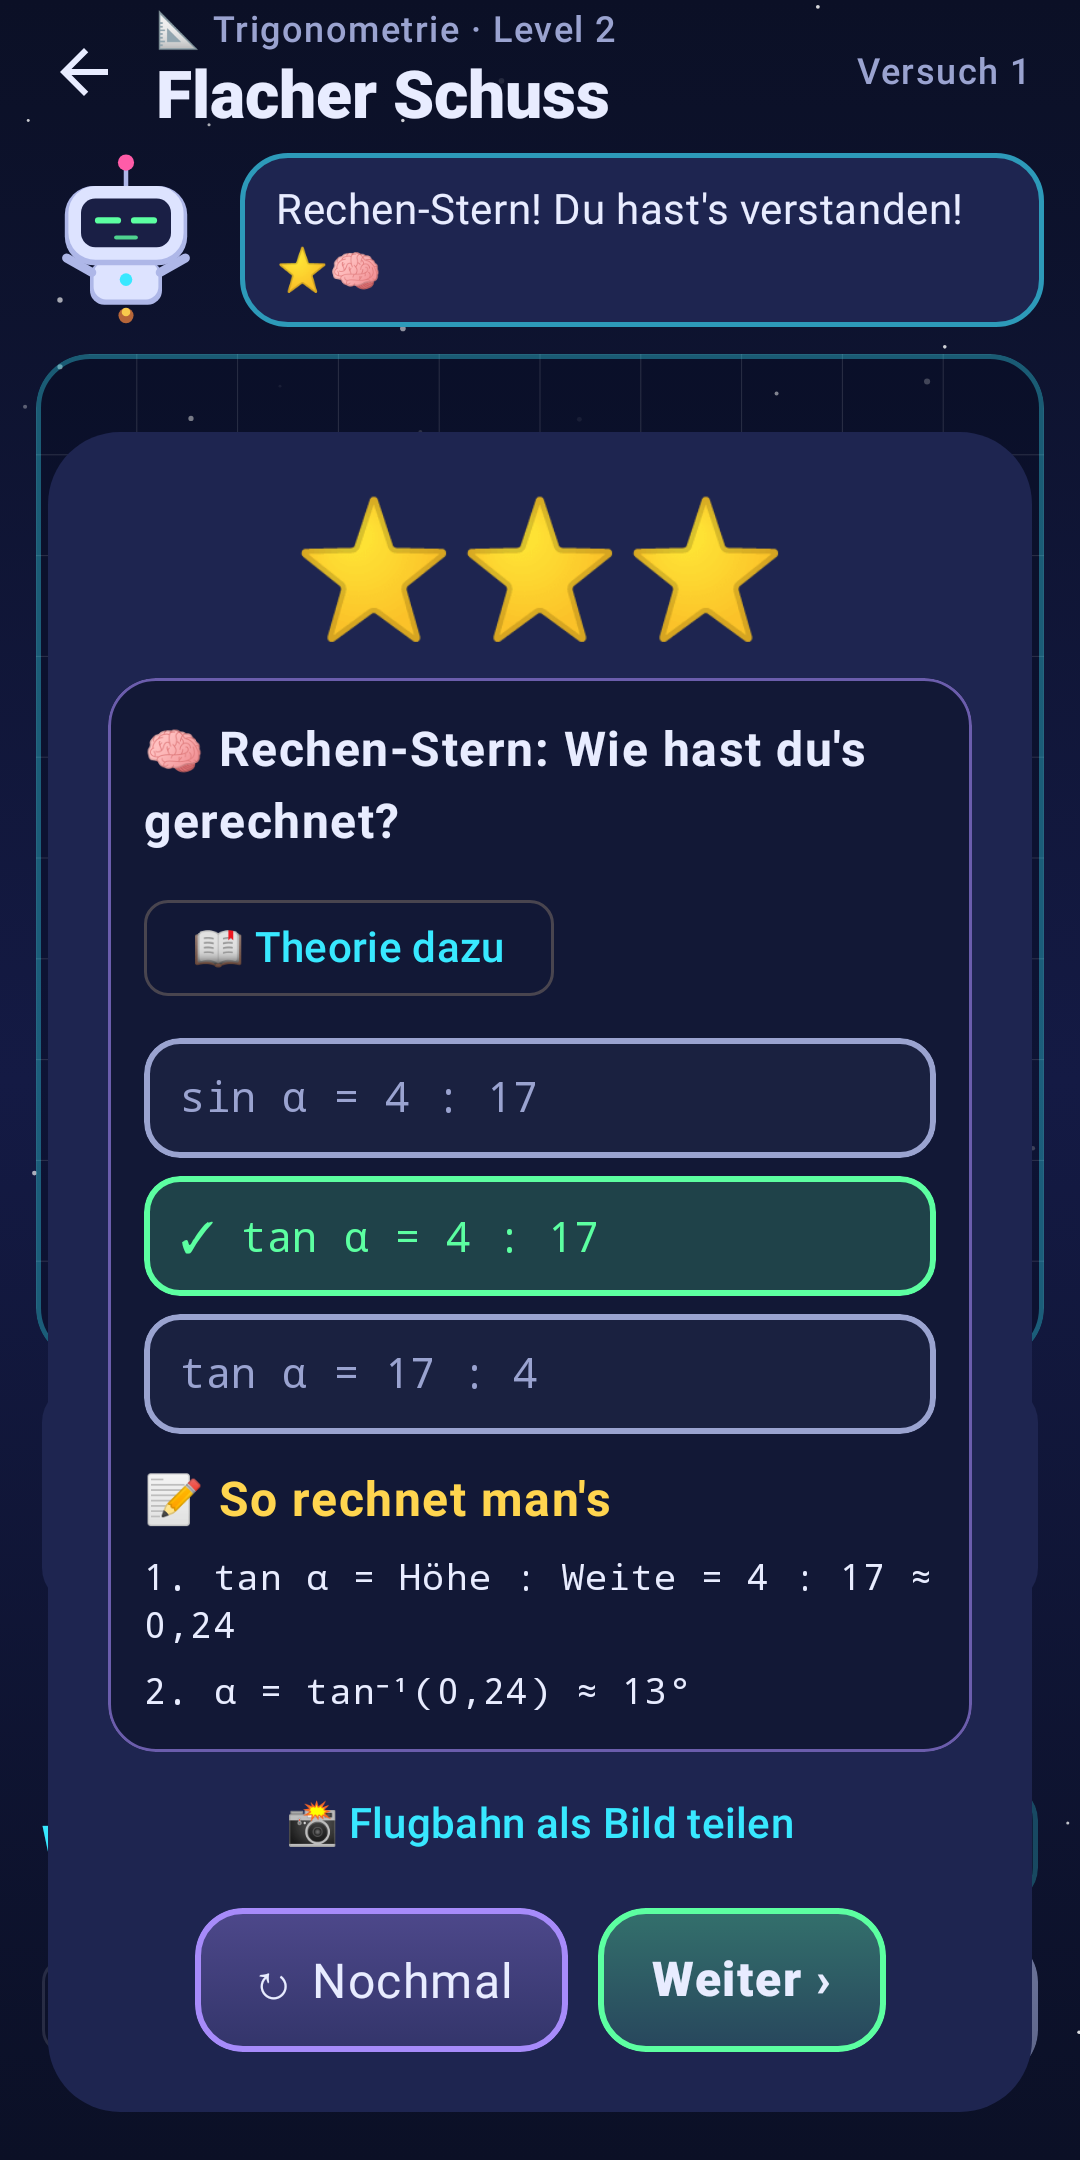 Trigonometrie · Level 2
Flacher Schuss
Versuch 1
Rechen-Stern! Du hast's verstanden!
⭐🧠
🧠 Rechen-Stern: Wie hast du's
gerechnet?
📖 Theorie dazu
sin α = 4 : 17
✓ tan α = 4 : 17
tan α = 17 : 4
📝 So rechnet man's
1. tan α = Höhe : Weite = 4 : 17 ≈
0,24
2. α = tan⁻¹(0,24) ≈ 13°
📸 Flugbahn als Bild teilen
↻ Nochmal
Weiter ›